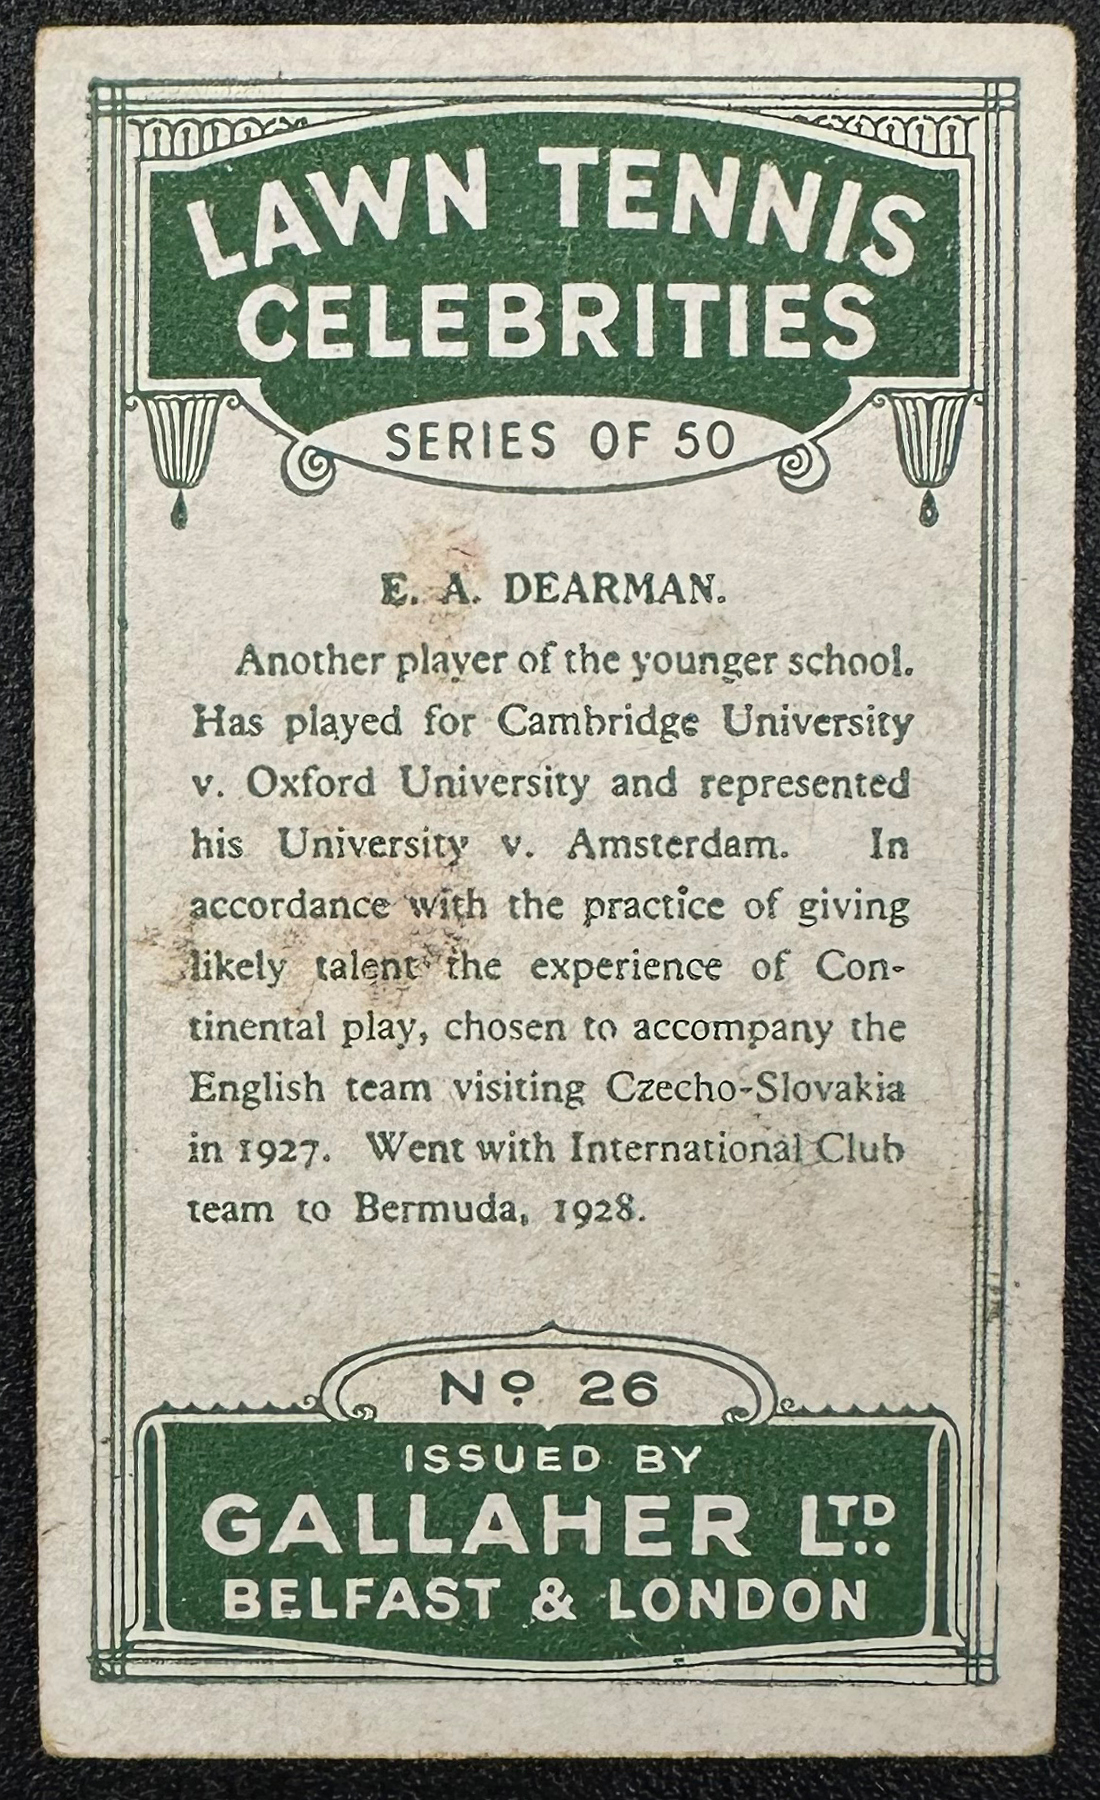 LAWN TENNIS
CELEBRITIES
SERIES OF 50
E. A. DEARMAN.
Another player of the younger school.
Has played for Cambridge University
v. Oxford University and represented
his University v. Amsterdam. In
accordance with the practice of giving
likely talent the experience of Con-
tinental play, chosen to accompany the
English team visiting Czecho-Slovakia
in 1927. Went with International Club
team to Bermuda, 1928.
Nº 26
ISSUED BY
GALLAHER LTD.
BELFAST & LONDON